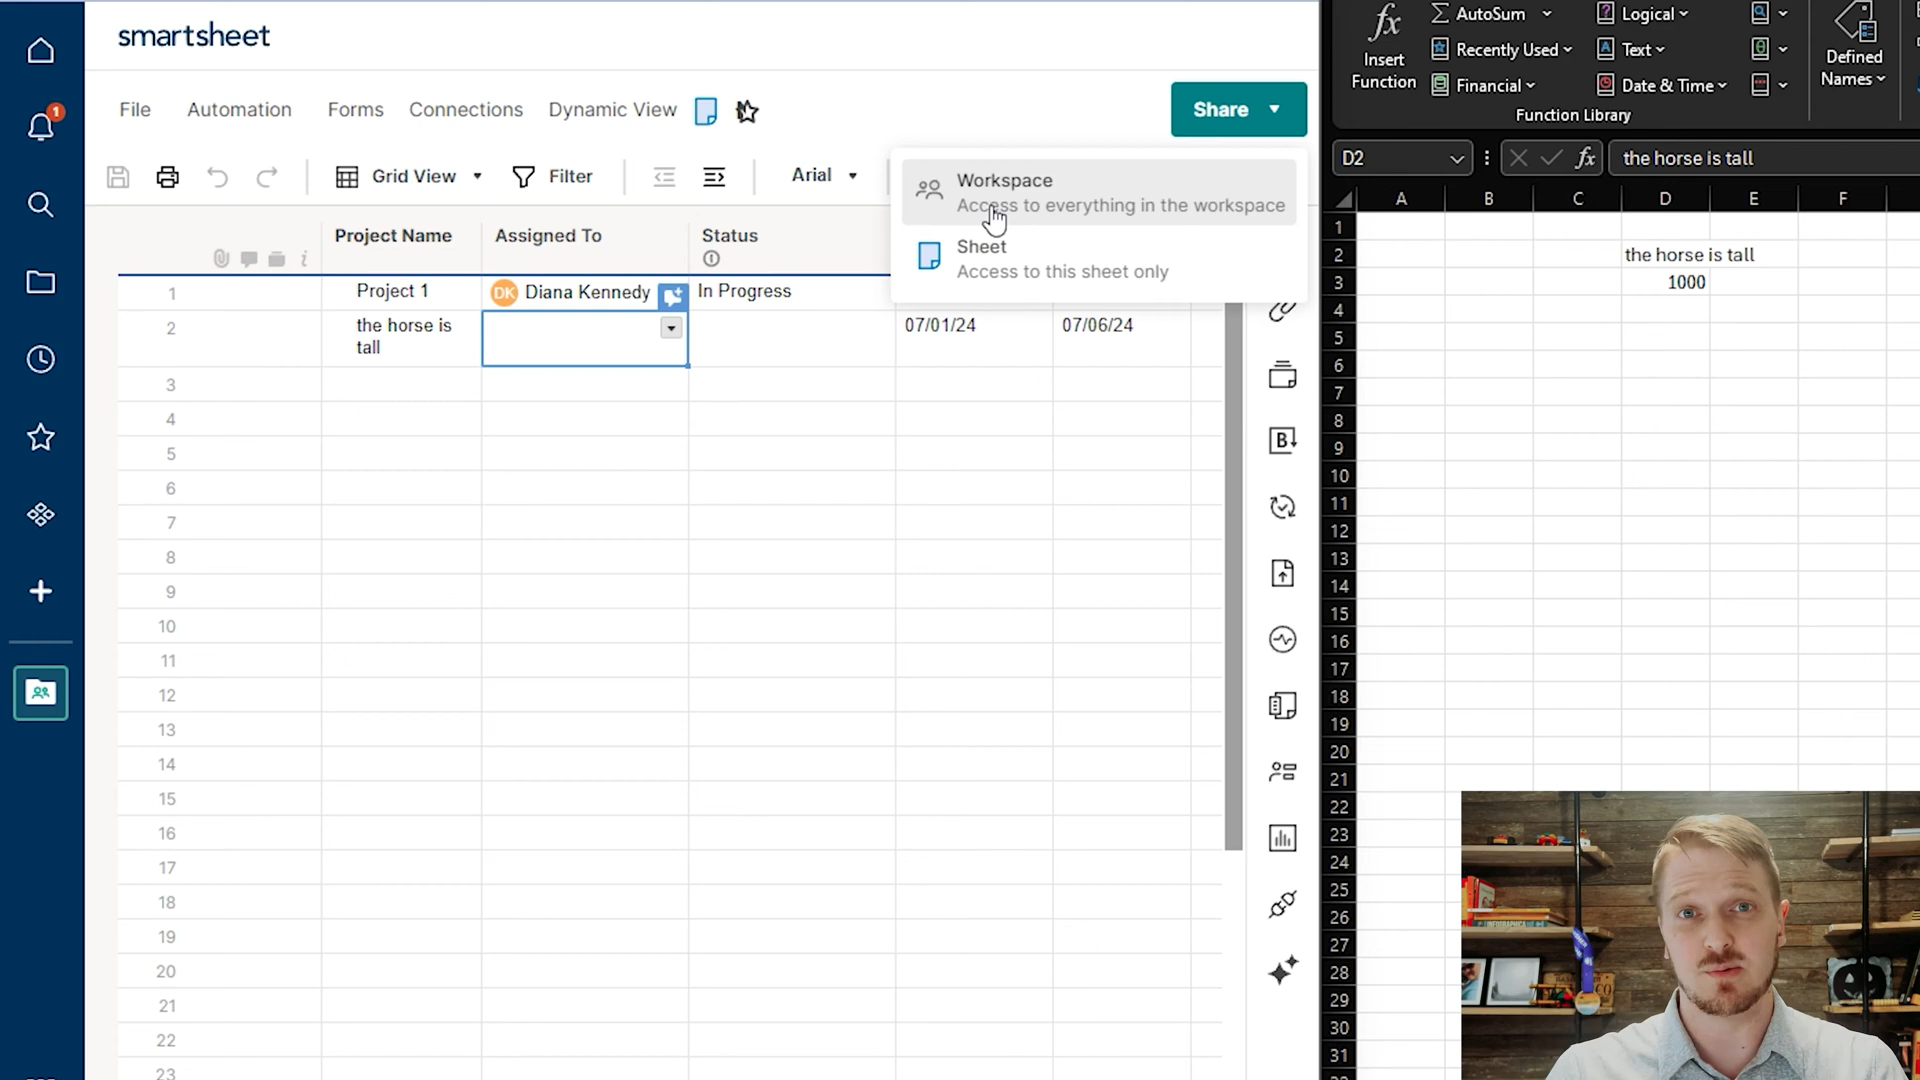 smartsheet
File Automation Forms Connections Dynamic View
Share
1
Grid View Filter Arial
Workspace
Access to everything in the workspace
Sheet
Access to this sheet only
Project Name Assigned To Status
1 Project 1 DK Diana Kennedy In Progress
2 the horse is tall 07/01/24 07/06/24
3
4
5
6
7
8
9
10
11
12
13
14
15
16
17
18
19
20
21
22
23
fx Insert Function
AutoSum Logical
Recently Used Text
Financial Date & Time
Function Library
Defined Names
D2 fx the horse is tall
A B C D E F
1
2 the horse is tall
3 1000
4
5
6
7
8
9
10
11
12
13
14
15
16
17
18
19
20
21
22
23
24
25
26
27
28
29
30
31